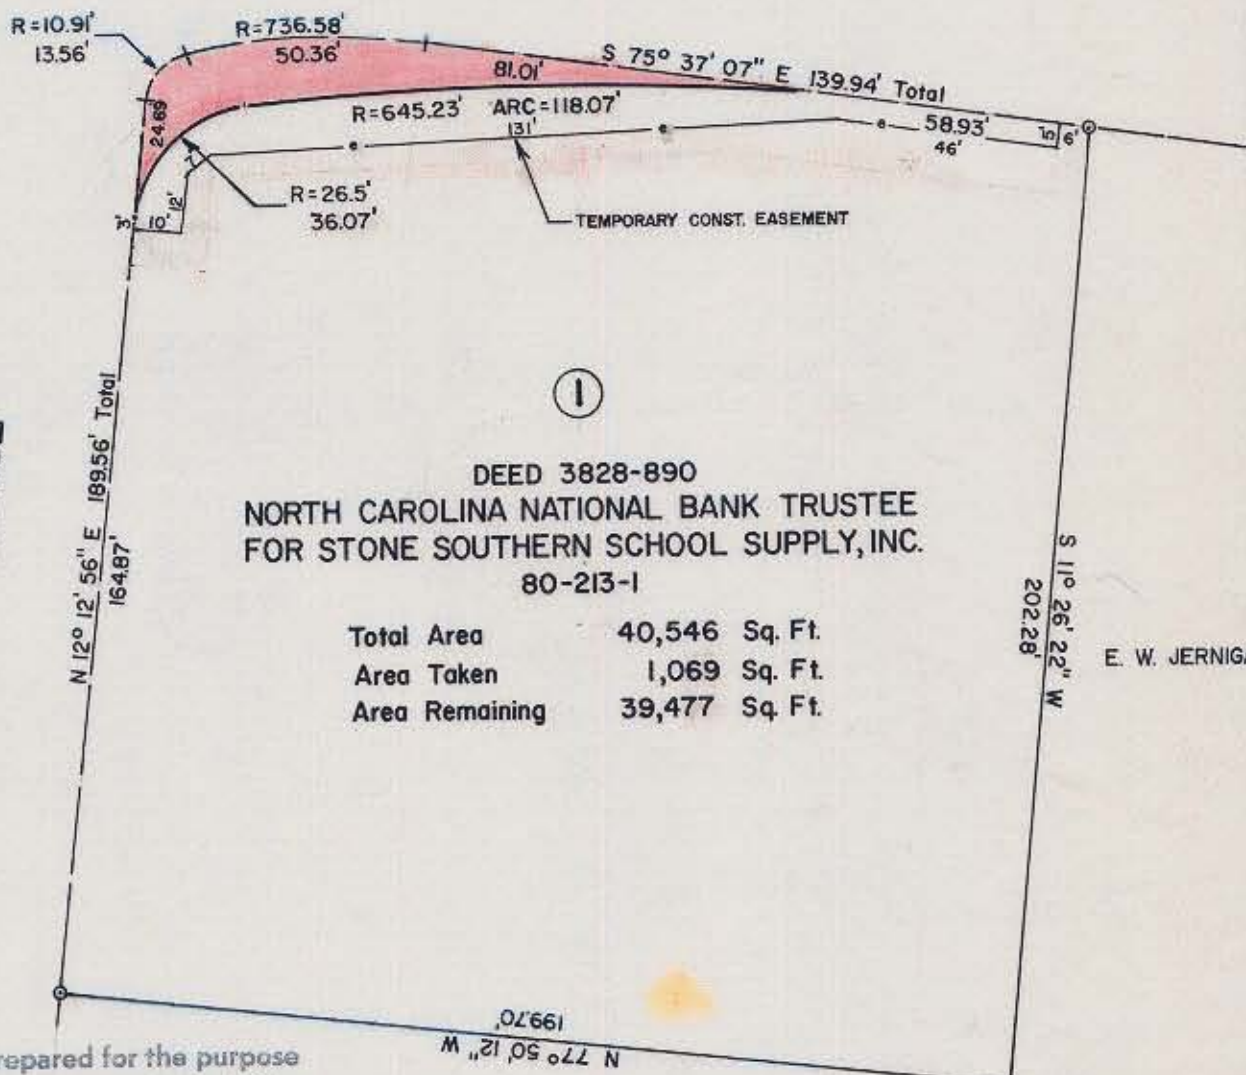 R=10.91'
13.56'
R=736.58'
50.36'
81.01'
S 75° 37' 07" E 139.94' Total
58.93'
46'
5'
6'
24.69
R=645.23' ARC=118.07'
131'
7'
R=26.5'
36.07'
3'
10'
12'
TEMPORARY CONST. EASEMENT
1
DEED 3828-890
NORTH CAROLINA NATIONAL BANK TRUSTEE
FOR STONE SOUTHERN SCHOOL SUPPLY, INC.
80-213-1
Total Area 40,546 Sq. Ft.
Area Taken 1,069 Sq. Ft.
Area Remaining 39,477 Sq. Ft.
N 12° 12' 56" E 189.56' Total
164.87'
S 11° 26' 22" W
202.28'
E. W. JERNIGA
199.70'
N 77° 50' 12" W
repared for the purpose